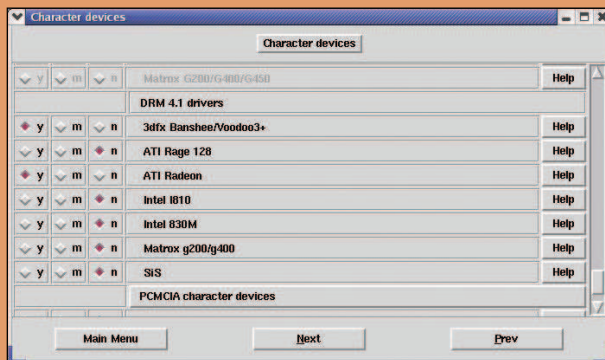 Character devices
Character devices
y m n Matrox G200/G400/G450 Help
DRM 4.1 drivers
y m n 3dfx Banshee/Voodoo3+ Help
y m n ATI Rage 128 Help
y m n ATI Radeon Help
y m n Intel I810 Help
y m n Intel 830M Help
y m n Matrox g200/g400 Help
y m n SiS Help
PCMCIA character devices
Main Menu Next Prev